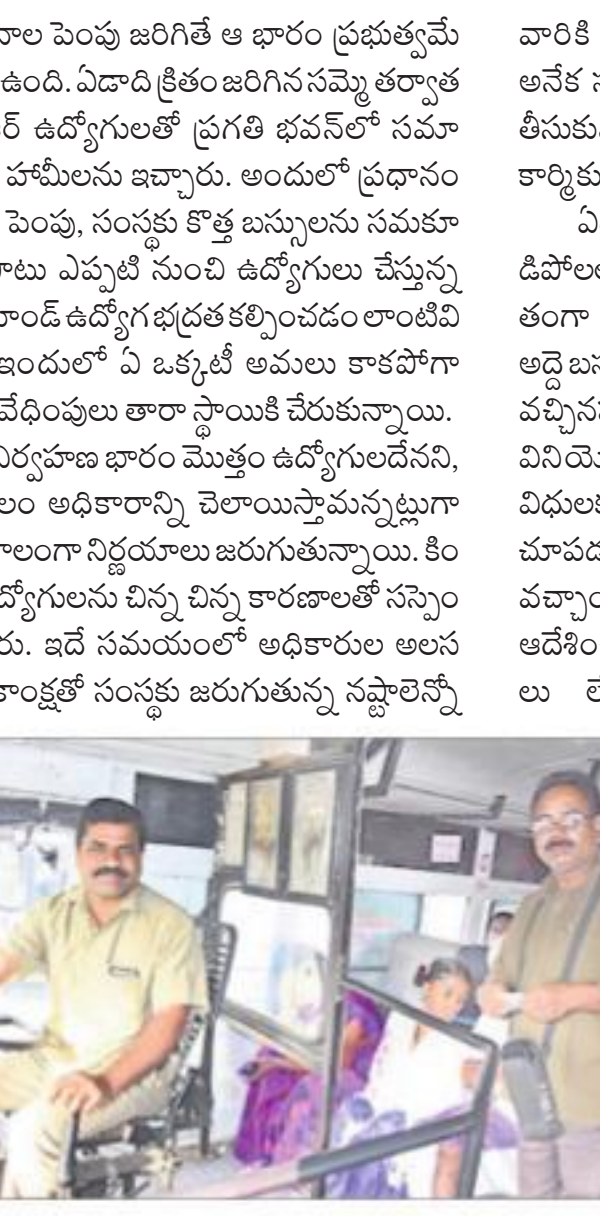 నాల పెంపు జరిగితే ఆ భారం ప్రభుత్వమే
ఉంది. ఏడాది క్రితం జరిగిన సమ్మె తర్వాత
ఉద్యోగులతో ప్రగతి భవన్‌లో సమా
హామీలను ఇచ్చారు. అందులో ప్రధానం
పెంపు, సంస్థకు కొత్త బస్సులను సమకూ
ఎప్పటి నుంచి ఉద్యోగులు చేస్తున్న
ఉద్యోగ భద్రత కల్పించడం లాంటివి
ఇందులో ఏ ఒక్కటీ అమలు కాకపోగా
వేధింపులు తారా స్థాయికి చేరుకున్నాయి.
నిర్వహణ భారం మొత్తం ఉద్యోగులదేనని,
అధికారాన్ని చెలాయిస్తామన్నట్లుగా
నిర్ణయాలు జరుగుతున్నాయి. కిం
ద్యోగులను చిన్న చిన్న కారణాలతో సస్పెం
రు. ఇదే సమయంలో అధికారుల అలస
కాంక్షతో సంస్థకు జరుగుతున్న నష్టాలెన్నో
వారికి
అనేక
తీసుకు
కార్మికు
ఏ
డిపోల
తంగా
అద్దె బస
వచ్చిన
వినియో
విధుల
చూపడ
వచ్చాం
ఆదేశిం
లు